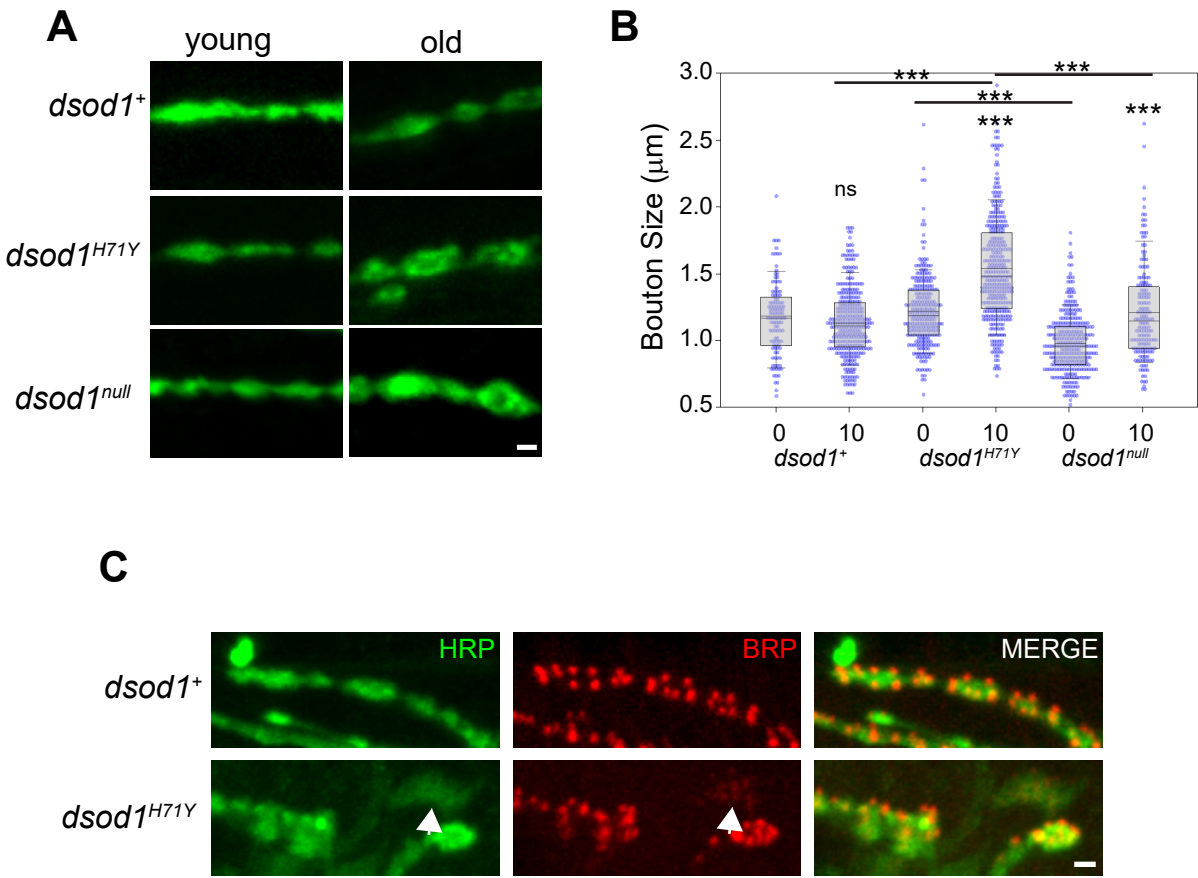 A
young old
dsod1⁺
dsod1ᴴ⁷¹ʸ
dsod1ⁿᵘˡˡ
B
Bouton Size (μm)
3.0
2.5
2.0
1.5
1.0
0.5
*** ***
***
*** ***
ns
0 10 0 10 0 10
dsod1⁺ dsod1ᴴ⁷¹ʸ dsod1ⁿᵘˡˡ
C
HRP BRP MERGE
dsod1⁺
dsod1ᴴ⁷¹ʸ